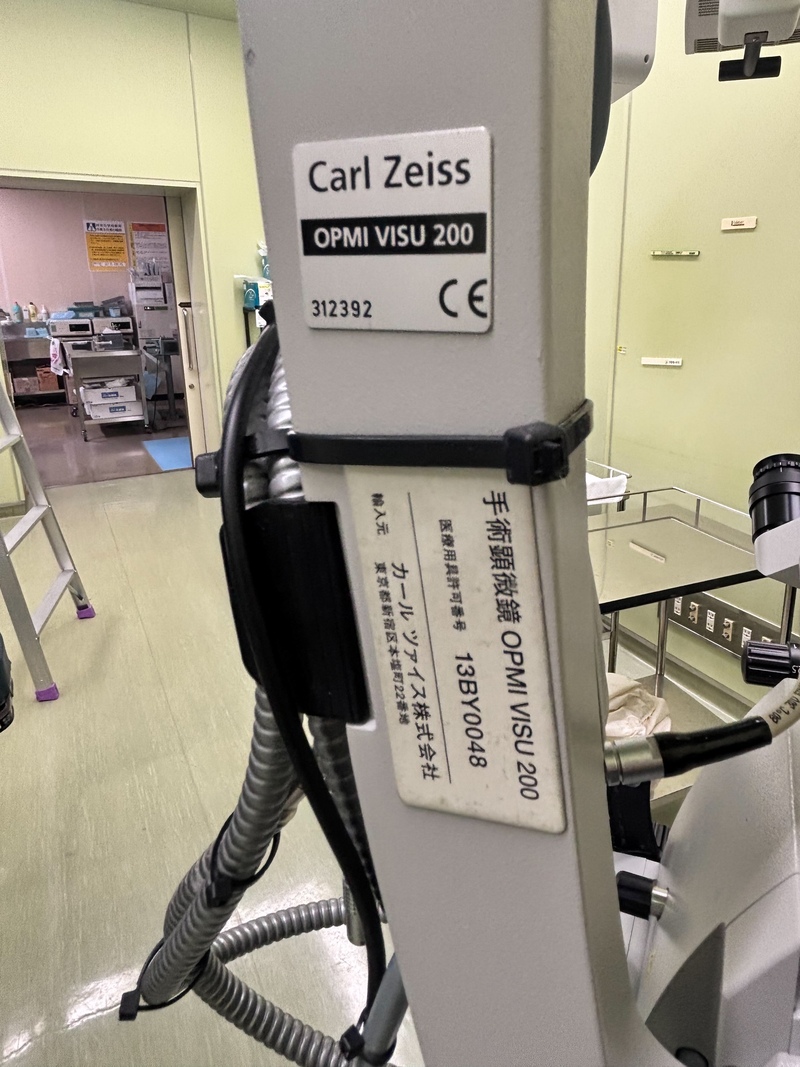 Carl Zeiss
OPMI VISU 200
312392
CE
手術顕微鏡 OPMI VISU 200
医療用具許可番号 13BY0048
カールツァイス株式会社
輸入元 東京都新宿区本塩町22番地